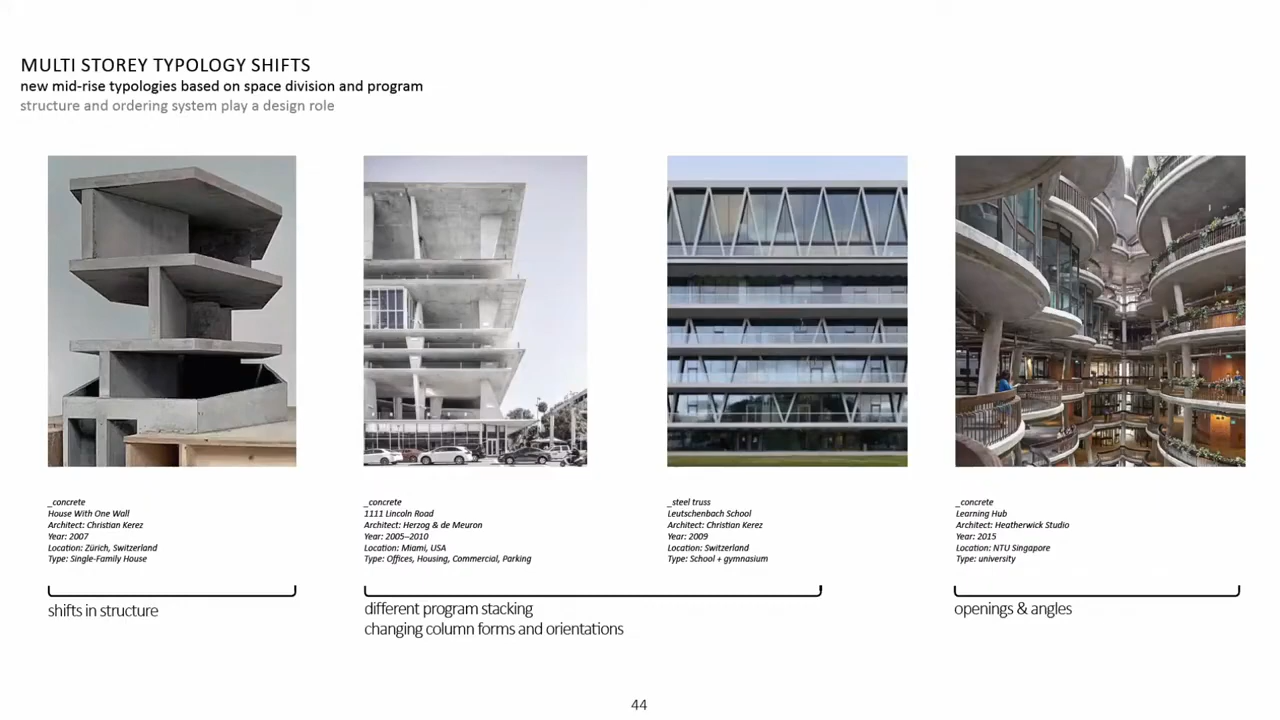 MULTI STOREY TYPOLOGY SHIFTS
new mid-rise typologies based on space division and program
structure and ordering system play a design role
_concrete
House With One Wall
Architect: Christian Kerez
Year: 2007
Location: Zürich, Switzerland
Type: Single-Family House
_concrete
1111 Lincoln Road
Architect: Herzog & de Meuron
Year: 2005–2010
Location: Miami, USA
Type: Offices, Housing, Commercial, Parking
_steel truss
Leutschenbach School
Architect: Christian Kerez
Year: 2009
Location: Switzerland
Type: School + gymnasium
_concrete
Learning Hub
Architect: Heatherwick Studio
Year: 2015
Location: NTU Singapore
Type: university
shifts in structure
different program stacking
changing column forms and orientations
openings & angles
44